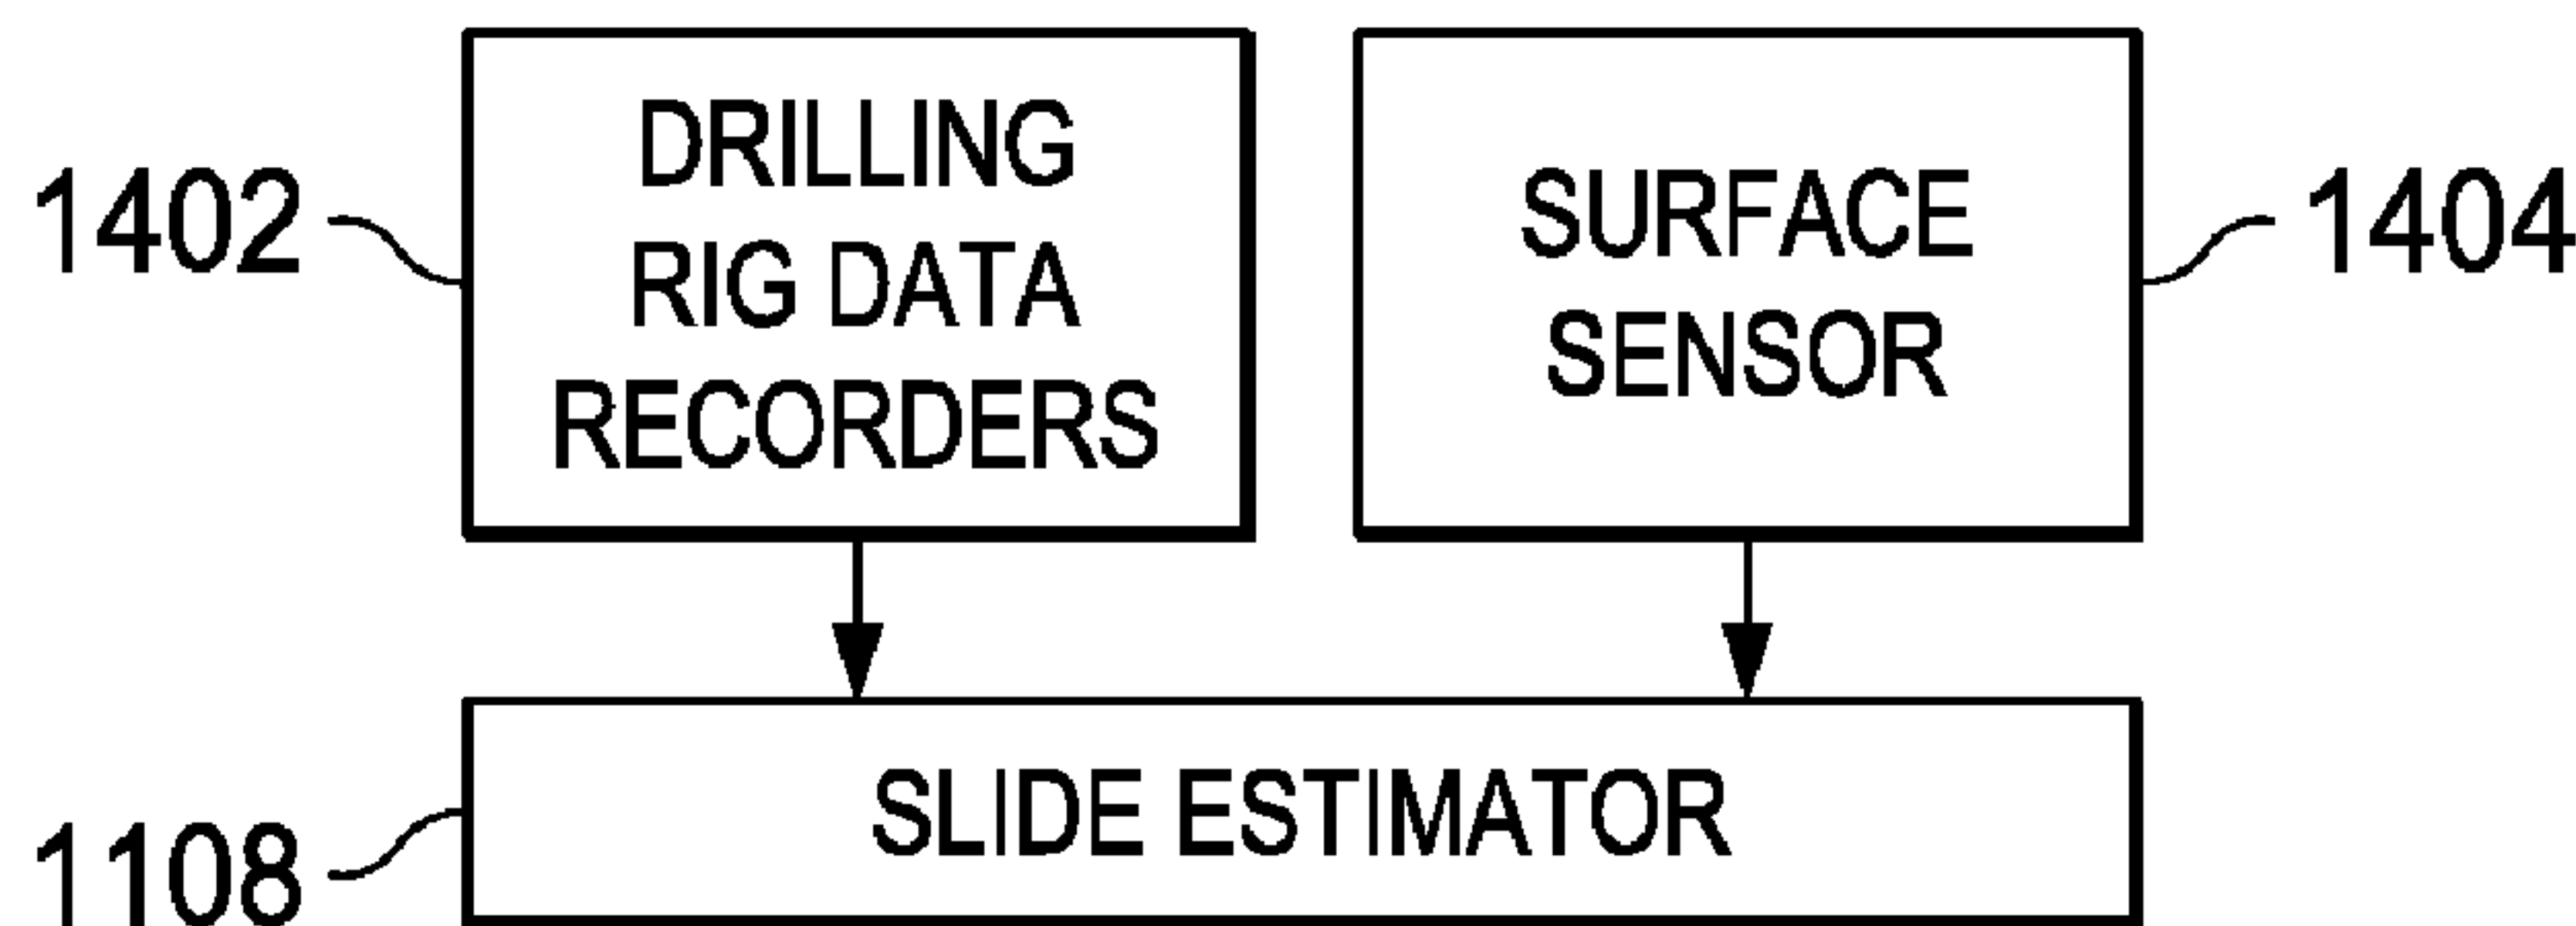 1402
DRILLING
RIG DATA
RECORDERS
SURFACE
SENSOR
1404
1108
SLIDE ESTIMATOR